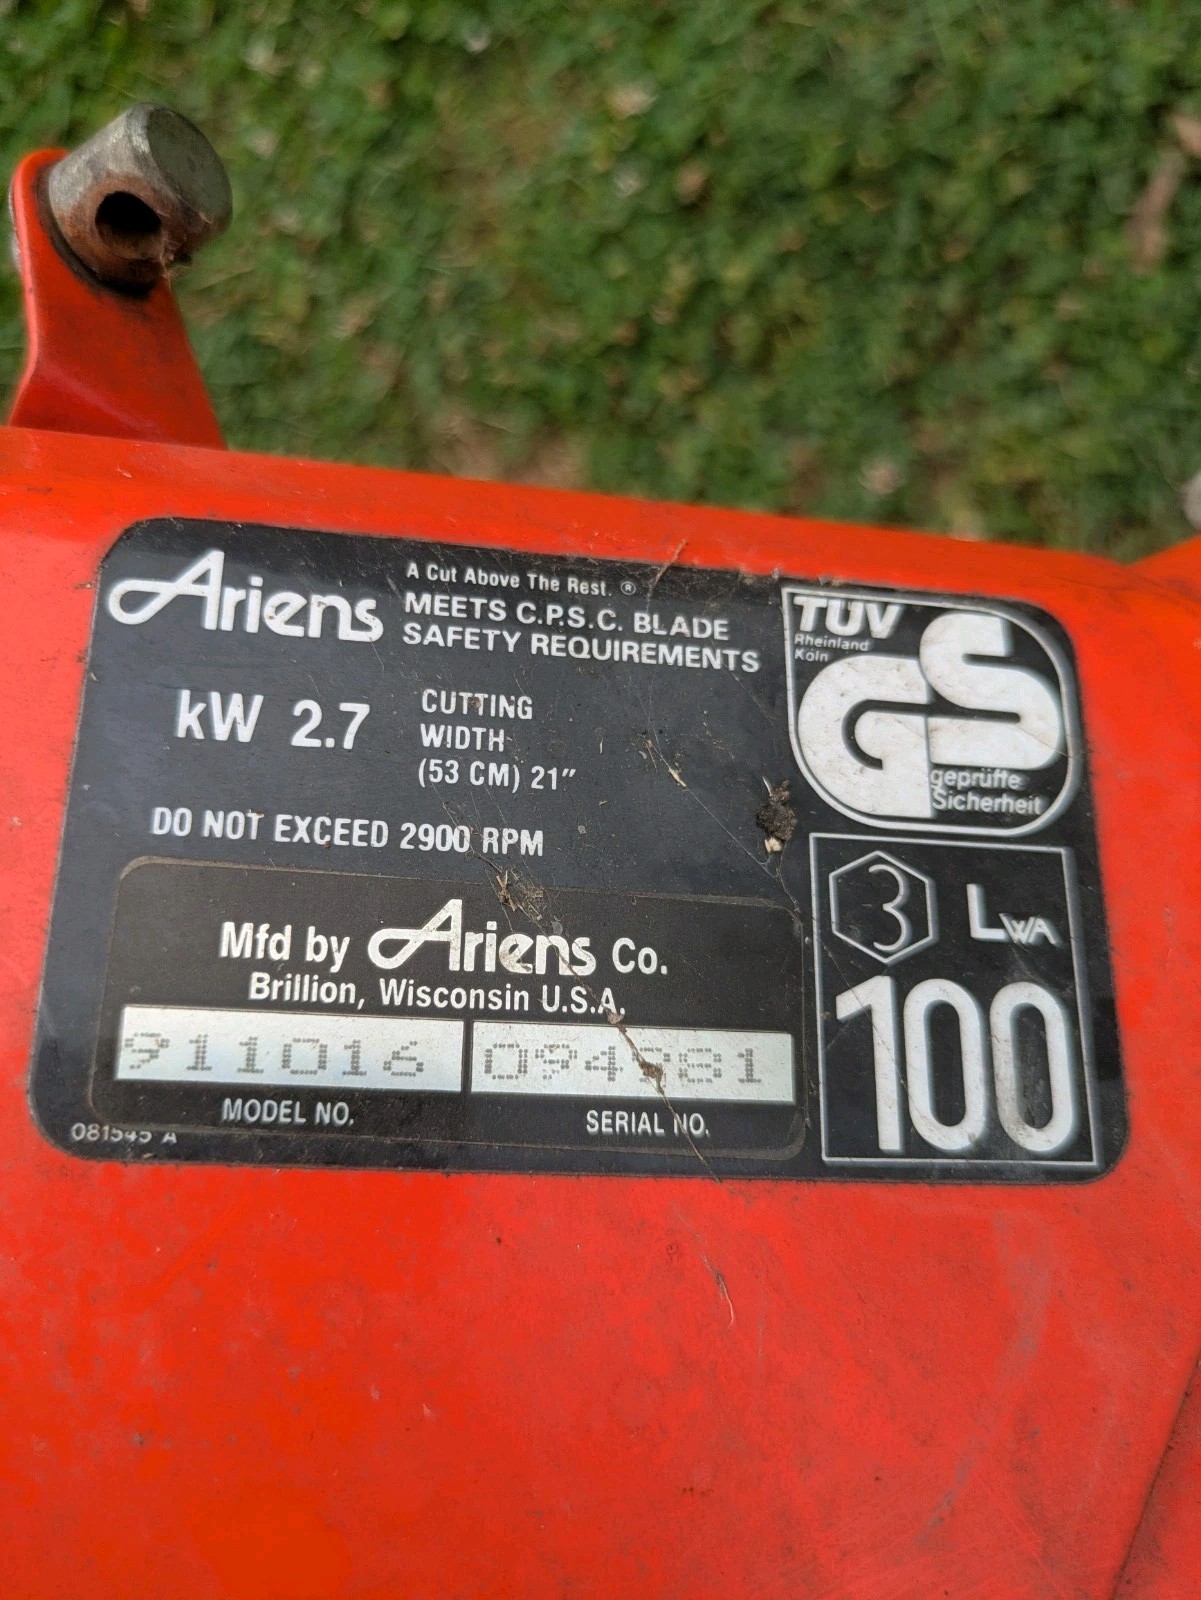 Ariens
A Cut Above The Rest.®
MEETS C.P.S.C. BLADE
SAFETY REQUIREMENTS
kW 2.7
CUTTING
WIDTH
(53 CM) 21″
DO NOT EXCEED 2900 RPM
Mfd by Ariens Co.
Brillion, Wisconsin U.S.A.
911016
MODEL NO.
SERIAL NO.
TÜV
Rheinland
Köln
GS
geprüfte
Sicherheit
3 LWA
100